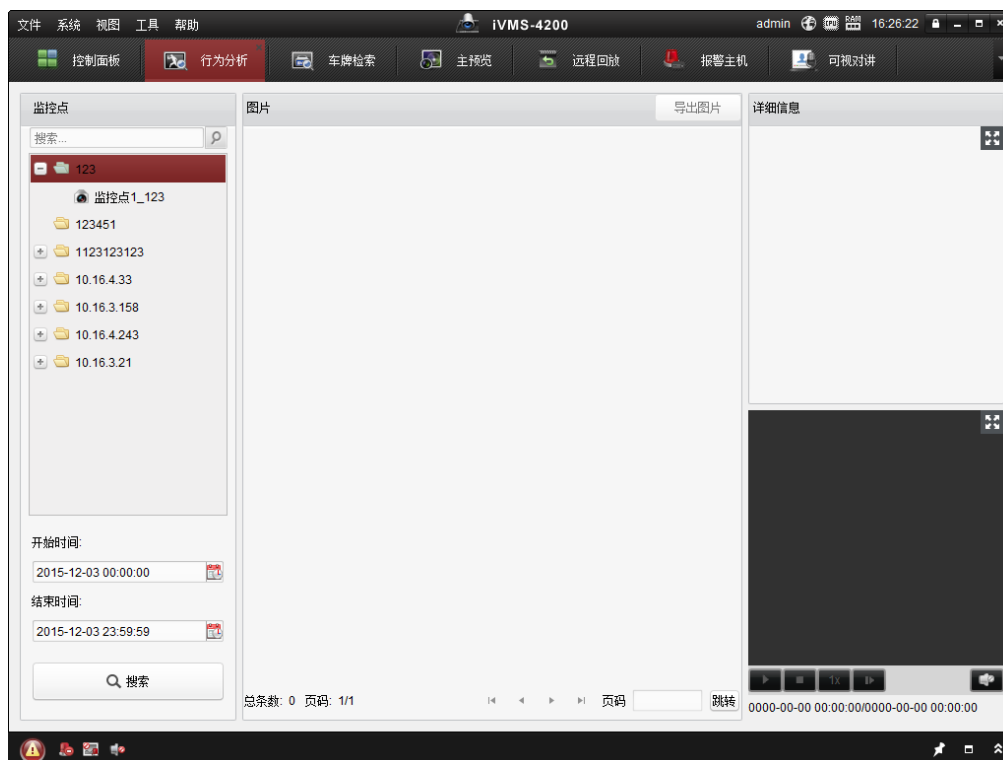 文件 系统 视图 工具 帮助 iVMS-4200 admin CPU RAM 16:26:22
控制面板 行为分析 车牌检索 主预览 远程回放 报警主机 可视对讲
监控点 图片 导出图片 详细信息
搜索...
123
监控点1_123
123451
1123123123
10.16.4.33
10.16.3.158
10.16.4.243
10.16.3.21
开始时间:
2015-12-03 00:00:00
结束时间:
2015-12-03 23:59:59
搜索
总条数: 0 页码: 1/1 页码 跳转
1x
0000-00-00 00:00:00/0000-00-00 00:00:00